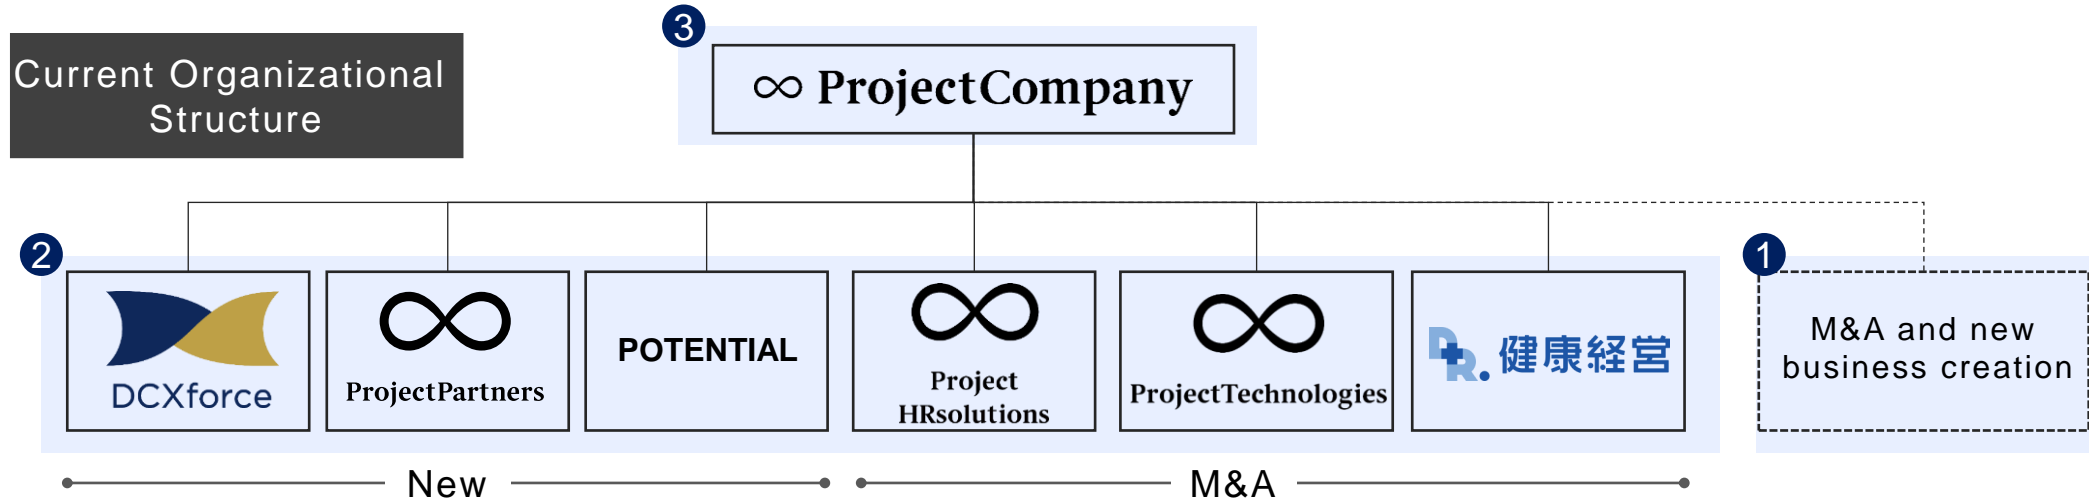 Current Organizational
Structure
3
ProjectCompany
2
DCXforce
ProjectPartners
POTENTIAL
Project
HRsolutions
ProjectTechnologies
DR. 健康経営
1
M&A and new
business creation
New
M&A